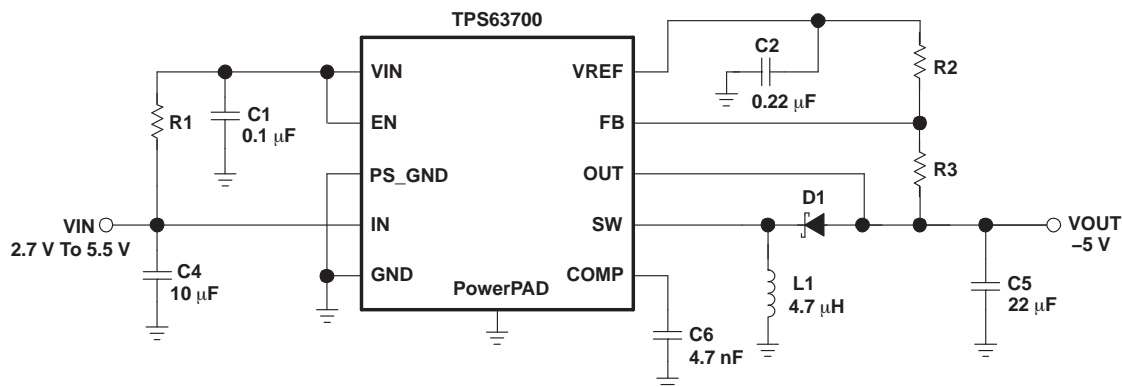 TPS63700
VIN
EN
PS_GND
IN
GND
VREF
FB
OUT
SW
COMP
PowerPAD
R1
C1
0.1 μF
VIN
2.7 V To 5.5 V
C4
10 μF
C2
0.22 μF
R2
R3
D1
L1
4.7 μH
C6
4.7 nF
C5
22 μF
VOUT
–5 V